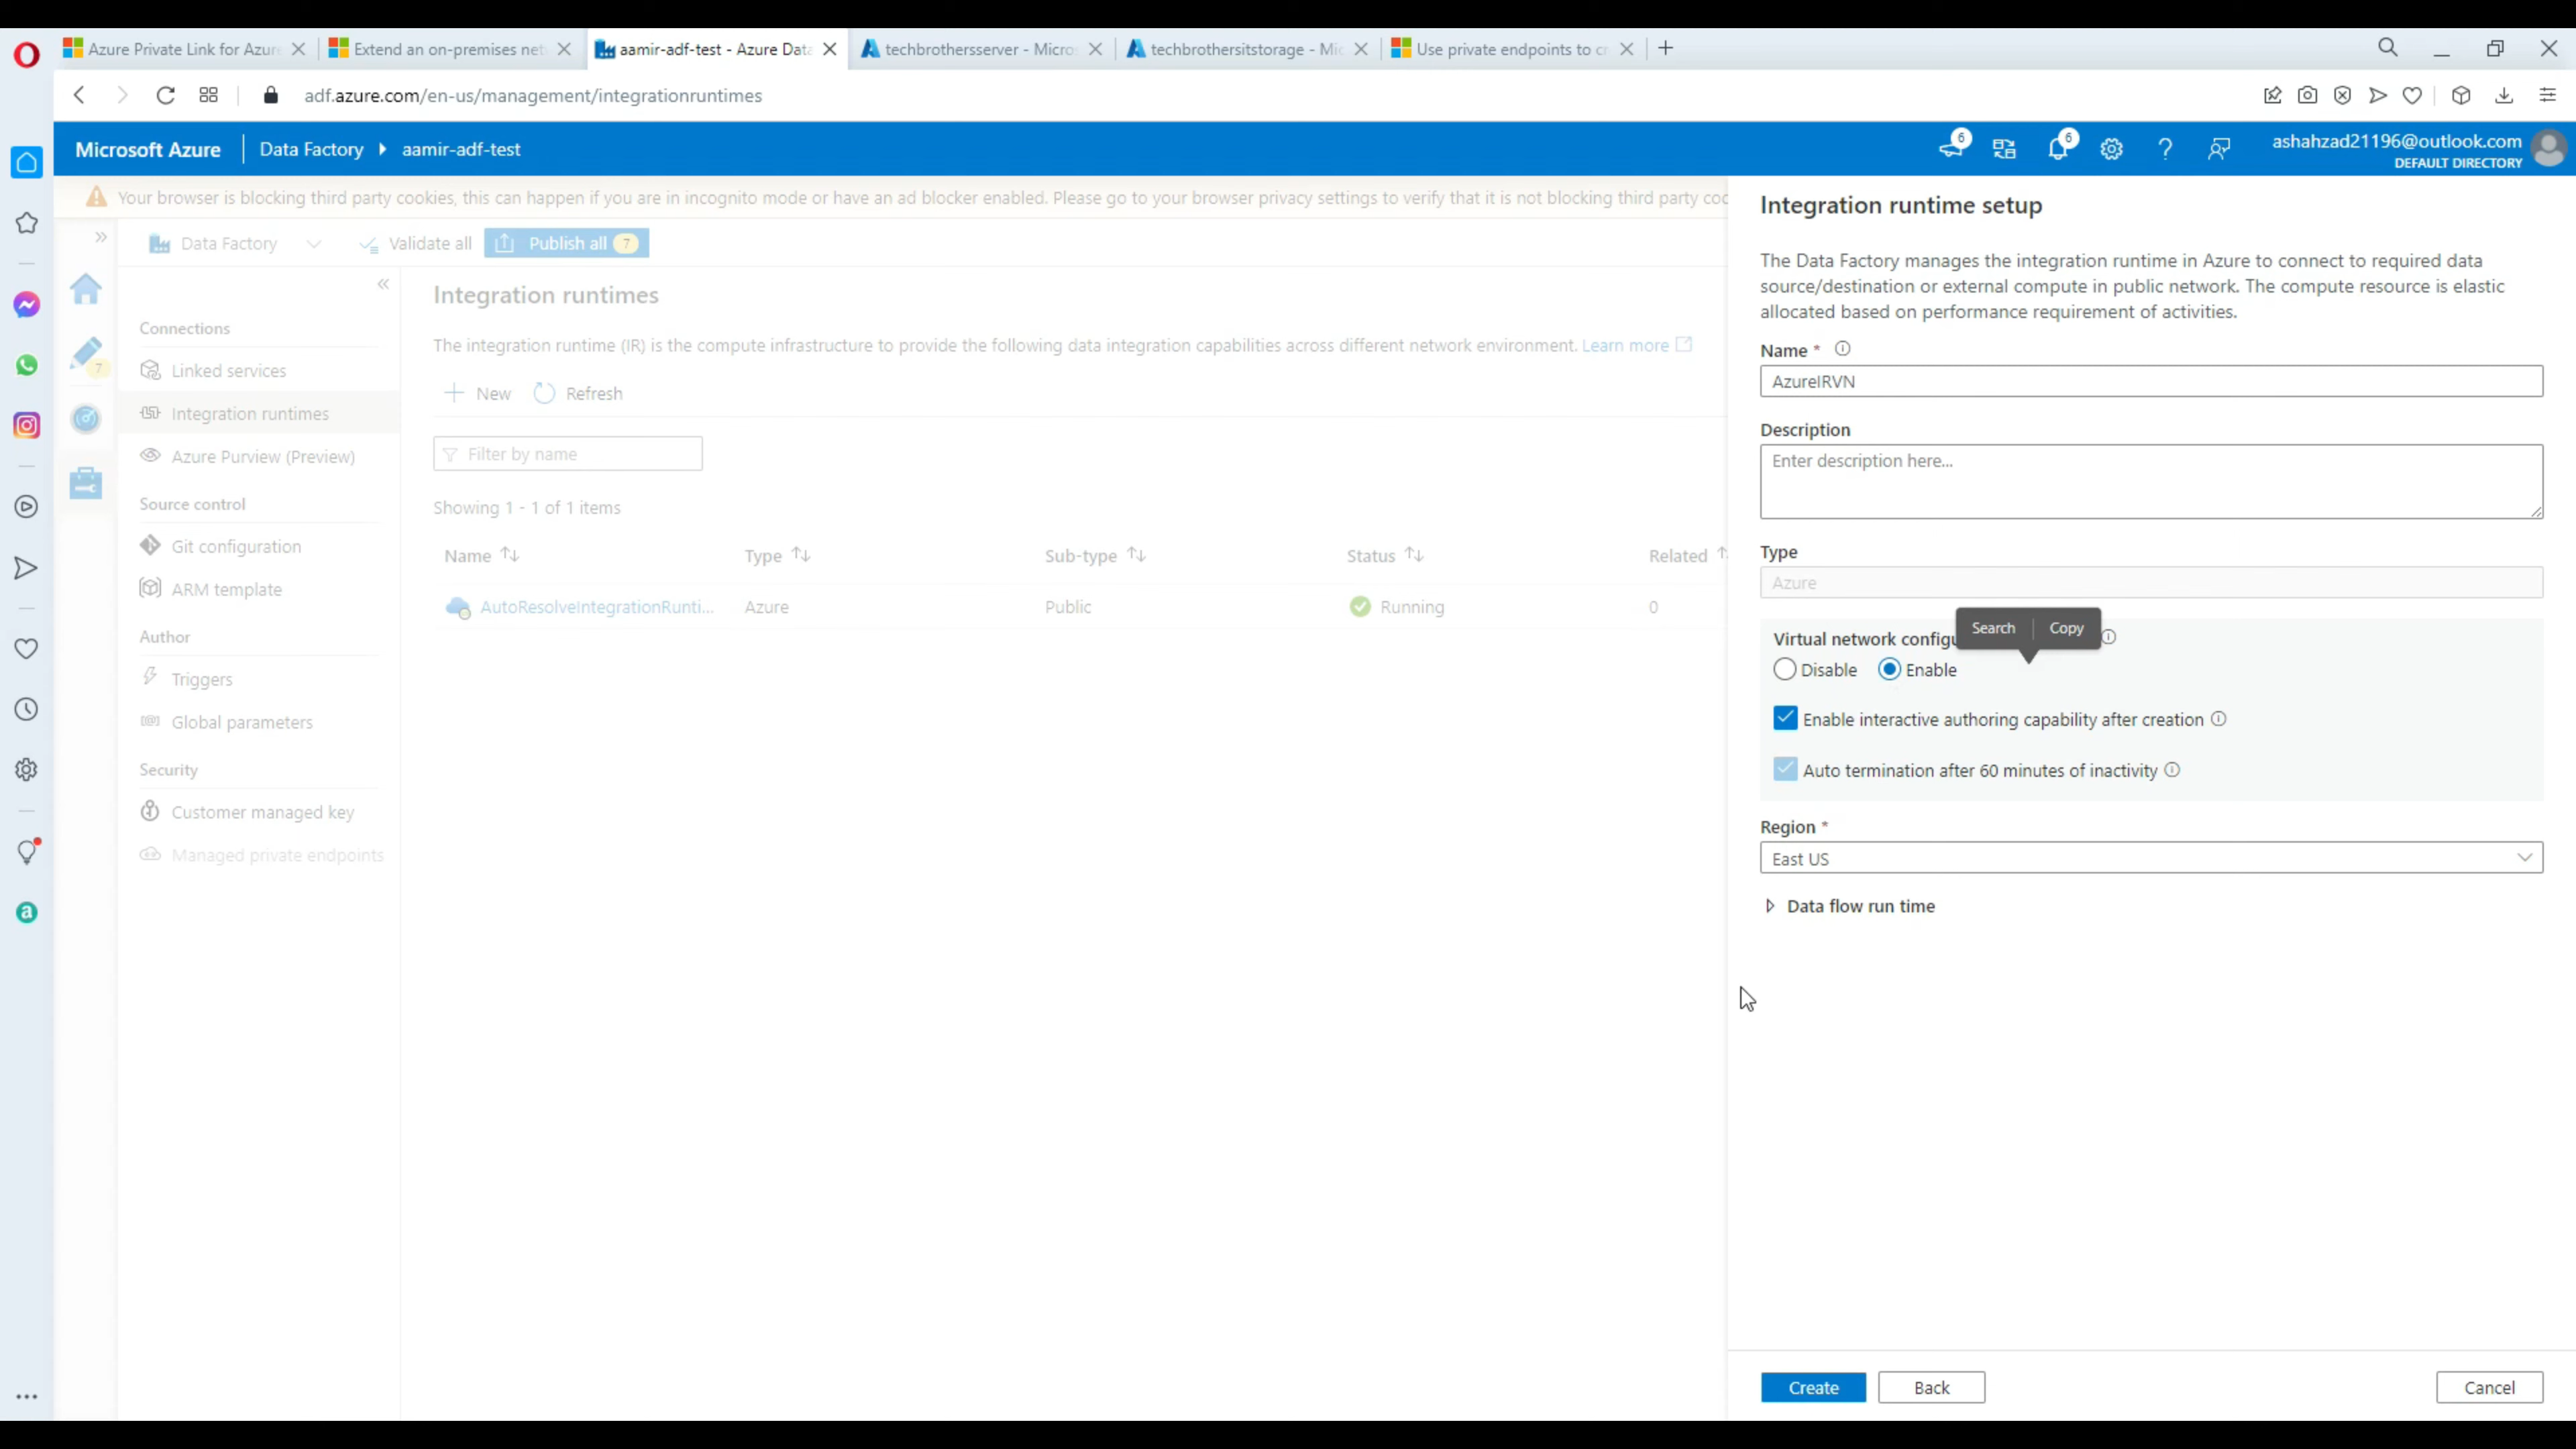 Azure Private Link for Azure
Extend an on-premises net
aamir-adf-test - Azure Data
techbrothersserver - Micro
techbrothersitstorage - Mic
Use private endpoints to cr
adf.azure.com/en-us/management/integrationruntimes
Microsoft Azure
Data Factory
aamir-adf-test
6
6
ashahzad21196@outlook.com
DEFAULT DIRECTORY
Your browser is blocking third party cookies, this can happen if you are in incognito mode or have an ad blocker enabled. Please go to your browser privacy settings to verify that it is not blocking third party coo
Data Factory
Validate all
Publish all 7
7
Connections
Linked services
Integration runtimes
Azure Purview (Preview)
Source control
Git configuration
ARM template
Author
Triggers
Global parameters
Security
Customer managed key
Managed private endpoints
Integration runtimes
The integration runtime (IR) is the compute infrastructure to provide the following data integration capabilities across different network environment. Learn more
New
Refresh
Filter by name
Showing 1 - 1 of 1 items
Name Type Sub-type Status Related
AutoResolveIntegrationRunti... Azure Public Running 0
Integration runtime setup
The Data Factory manages the integration runtime in Azure to connect to required data
source/destination or external compute in public network. The compute resource is elastic
allocated based on performance requirement of activities.
Name *
AzureIRVN
Description
Enter description here...
Type
Azure
Search Copy
Virtual network configu
Disable Enable
Enable interactive authoring capability after creation
Auto termination after 60 minutes of inactivity
Region *
East US
Data flow run time
Create
Back
Cancel